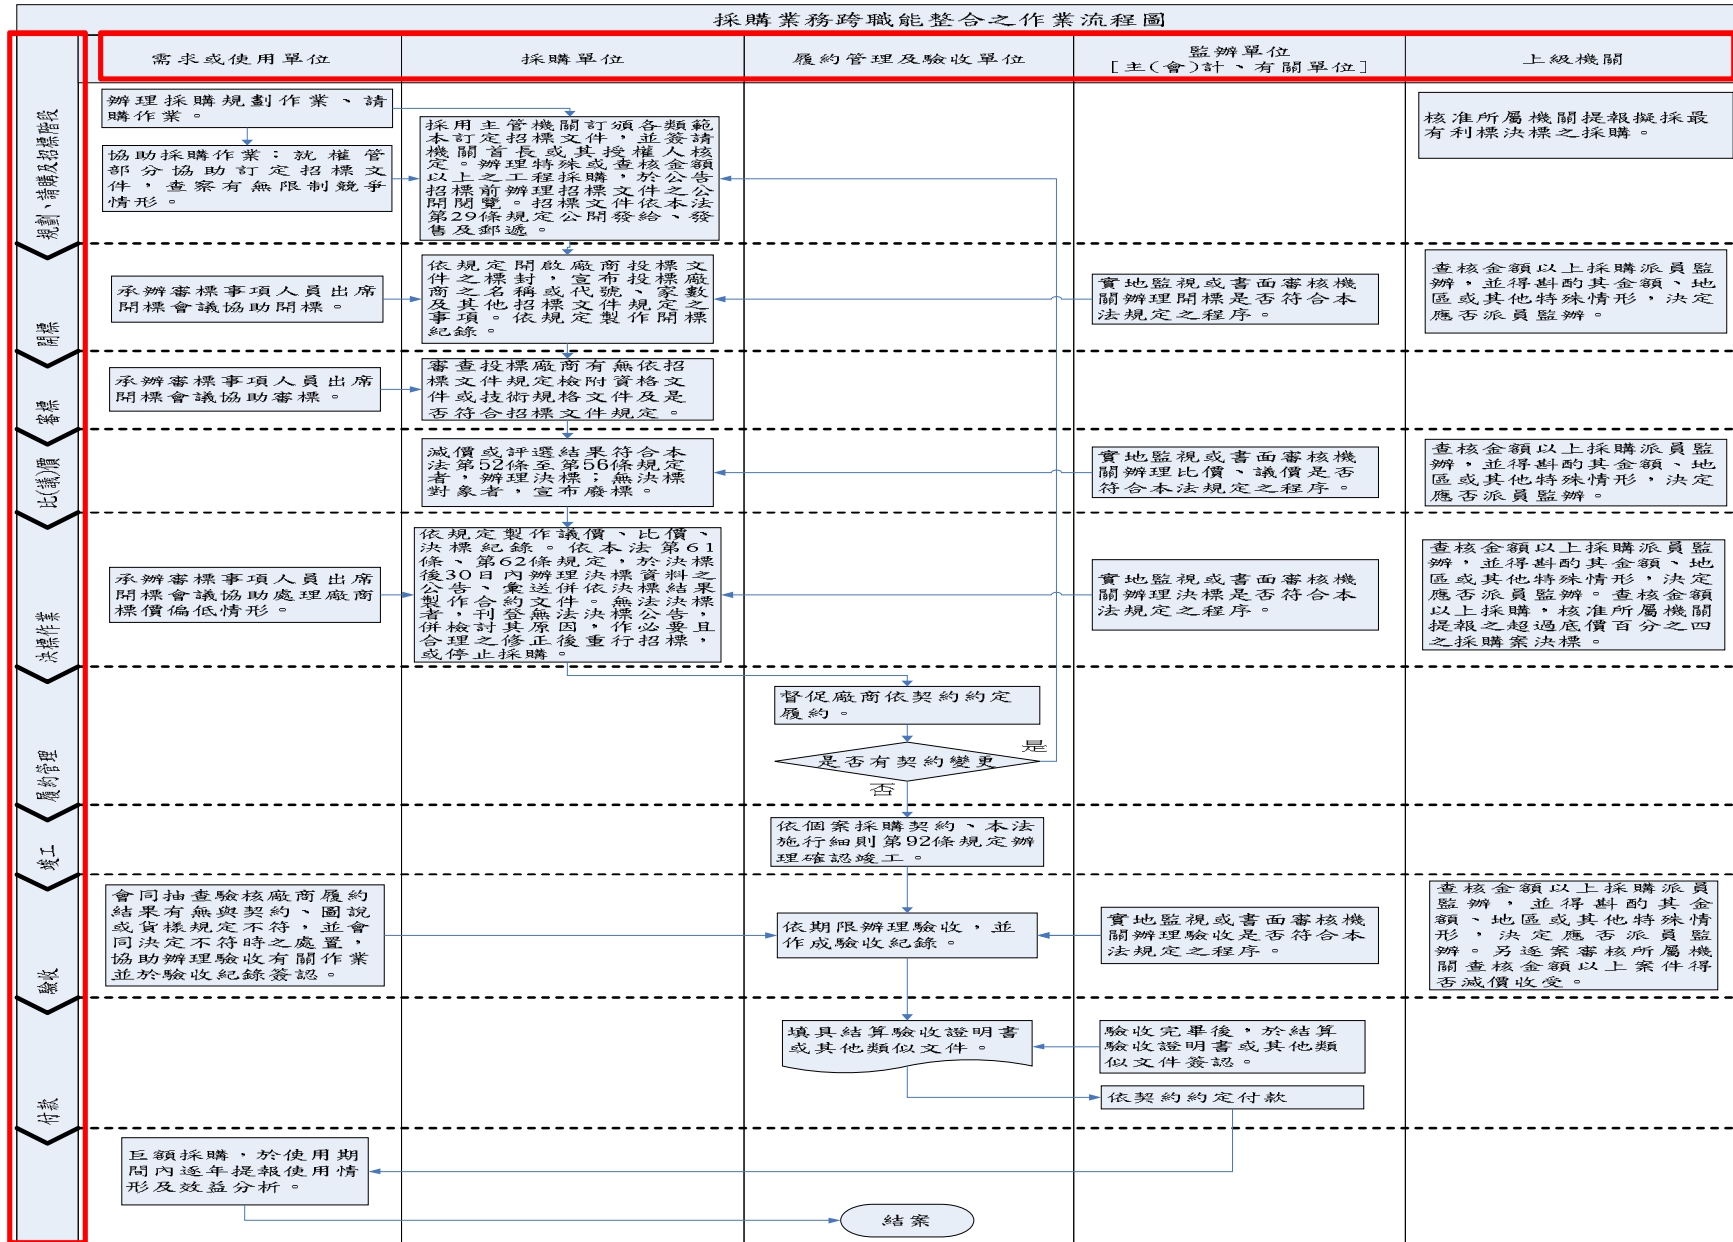 採購業務跨職能整合之作業流程圖
需求或使用單位
採購單位
履約管理及驗收單位
監辦單位
[主(會)計、有關單位]
上級機關
規劃、請購及招標階段
辦理採購規劃作業、請
購作業。
協助採購作業：就權管
部分協助訂定招標文
件，查察有無限制競爭
情形。
採用主管機關訂頒各類範
本訂定招標文件，並簽請
機關首長或其授權人核
定。辦理特殊或查核金額
以上之工程採購，於公告
招標前辦理招標文件之公
開閱覽。招標文件依本法
第29條規定公開發給、發
售及郵遞。
核准所屬機關提報擬採最
有利標決標之採購。
開標
承辦審標事項人員出席
開標會議協助開標。
依規定開啟廠商投標文
件之標封，宣布投標廠
商之名稱或代號、家數
及其他招標文件規定之
事項。依規定製作開標
紀錄。
實地監視或書面審核機
關辦理開標是否符合本
法規定之程序。
查核金額以上採購派員監
辦，並得斟酌其金額、地
區或其他特殊情形，決定
應否派員監辦。
審標
承辦審標事項人員出席
開標會議協助審標。
審查投標廠商有無依招
標文件規定檢附資格文
件或技術規格文件及是
否符合招標文件規定。
比(議)價
減價或評選結果符合本
法第52條至第56條規定
者，辦理決標；無決標
對象者，宣布廢標。
實地監視或書面審核機
關辦理比價、議價是否
符合本法規定之程序。
查核金額以上採購派員監
辦，並得斟酌其金額、地
區或其他特殊情形，決定
應否派員監辦。
決標作業
承辦審標事項人員出席
開標會議協助處理廠商
標價偏低情形。
依規定製作議價、比價、
決標紀錄。依本法第61
條、第62條規定，於決標
後30日內辦理決標資料之
公告、彙送併依決標結果
製作合約文件。無法決標
者，刊登無法決標公告，
併檢討其原因，作必要且
合理之修正後重行招標，
或停止採購。
實地監視或書面審核機
關辦理決標是否符合本
法規定之程序。
查核金額以上採購派員監
辦，並得斟酌其金額、地
區或其他特殊情形，決定
應否派員監辦。查核金額
以上採購，核准所屬機關
提報之超過底價百分之四
之採購案決標。
履約管理
督促廠商依契約約定
履約。
是否有契約變更
是
否
竣工
依個案採購契約、本法
施行細則第92條規定辦
理確認竣工。
驗收
會同抽查驗核廠商履約
結果有無與契約、圖說
或貨樣規定不符，並會
同決定不符時之處置，
協助辦理驗收有關作業
並於驗收紀錄簽認。
依期限辦理驗收，並
作成驗收紀錄。
實地監視或書面審核機
關辦理驗收是否符合本
法規定之程序。
查核金額以上採購派員
監辦，並得斟酌其金
額、地區或其他特殊情
形，決定應否派員監
辦。另逐案審核所屬機
關查核金額以上案件得
否減價收受。
付款
填具結算驗收證明書
或其他類似文件。
驗收完畢後，於結算
驗收證明書或其他類
似文件簽認。
依契約約定付款
巨額採購，於使用期
間內逐年提報使用情
形及效益分析。
結案